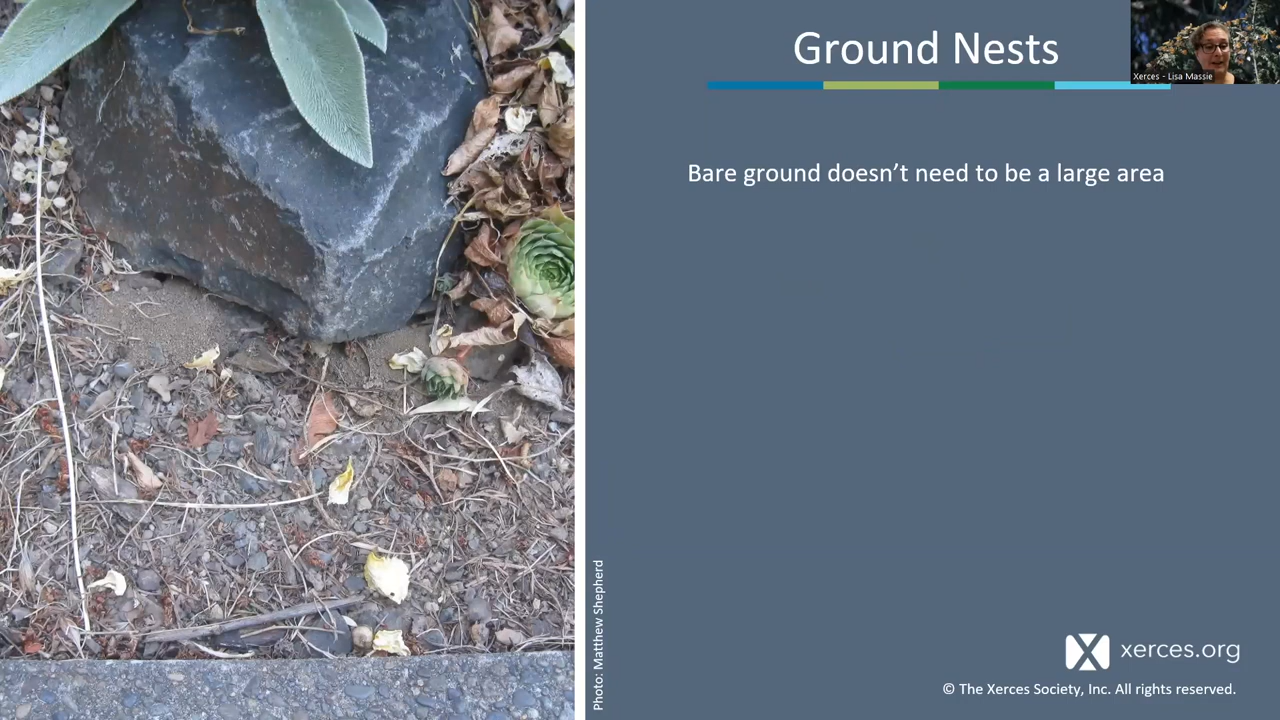 Ground Nests
Xerces - Lisa Massie
Bare ground doesn't need to be a large area
Photo: Matthew Shepherd
xerces.org
© The Xerces Society, Inc. All rights reserved.